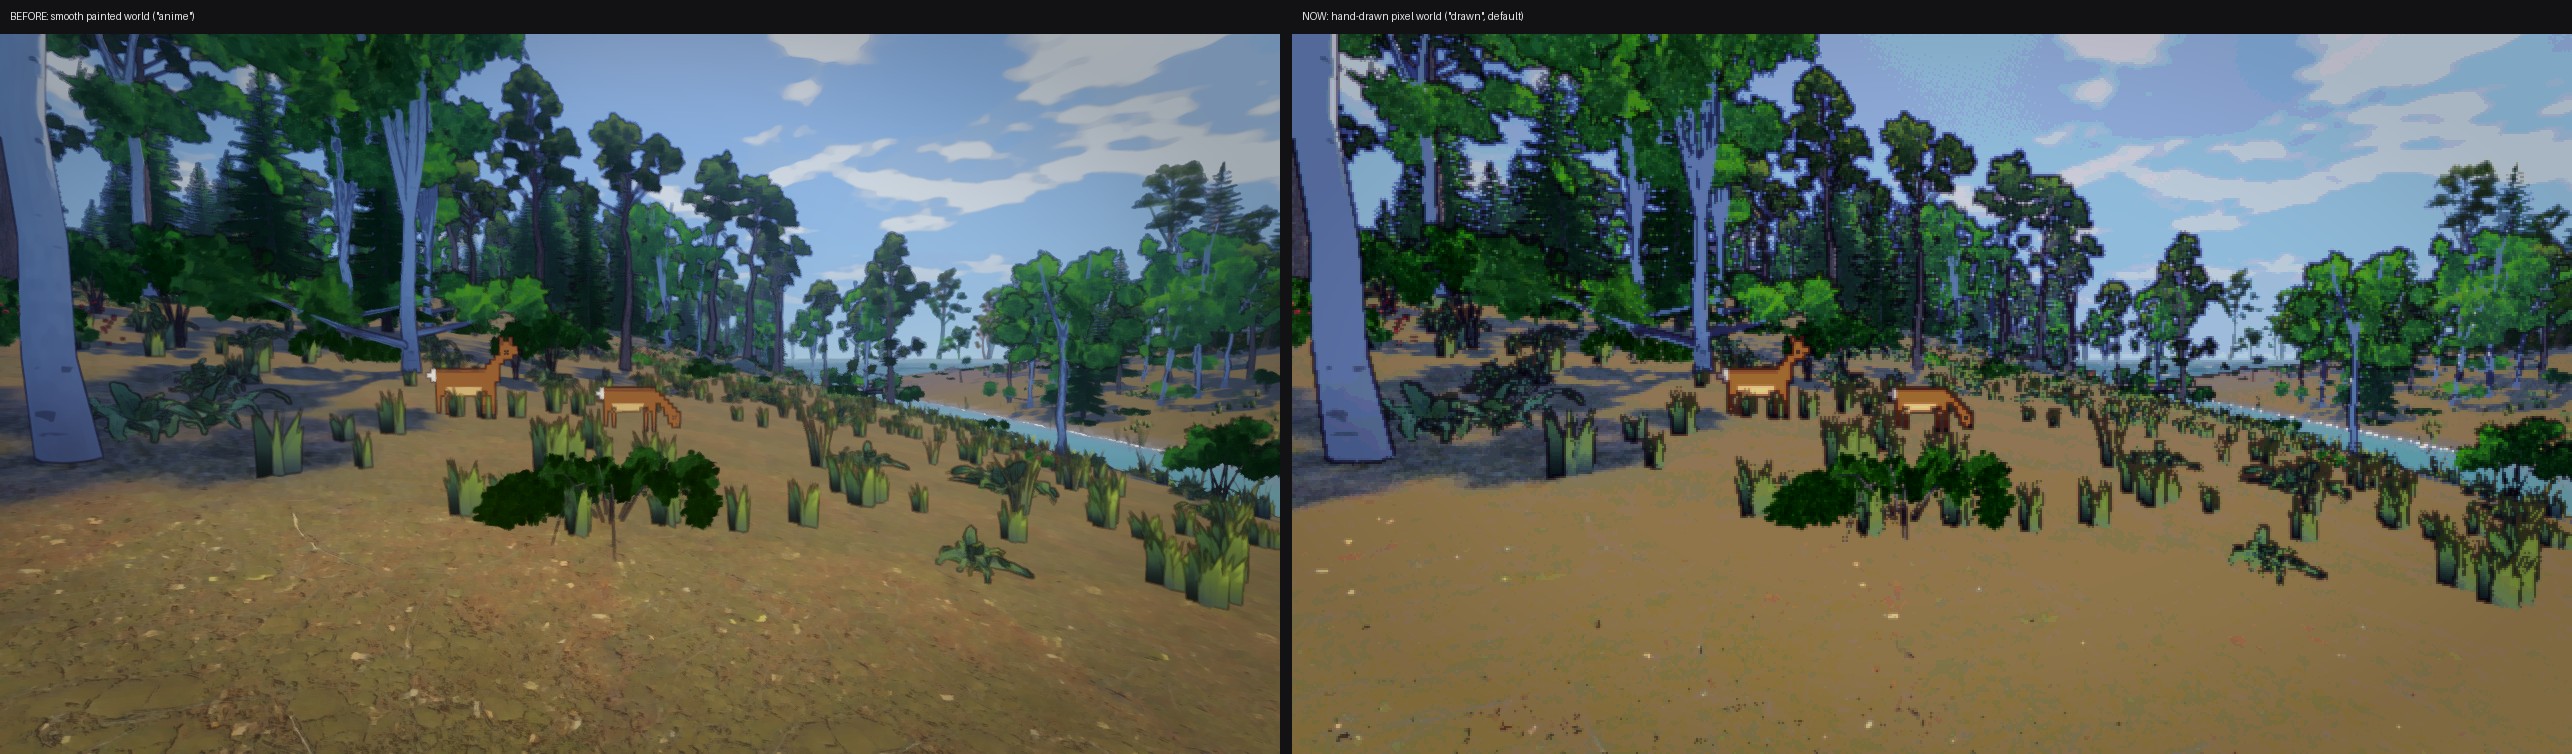 BEFORE: smooth painted world ("anime")
NOW: hand-drawn pixel world ("drawn", default)